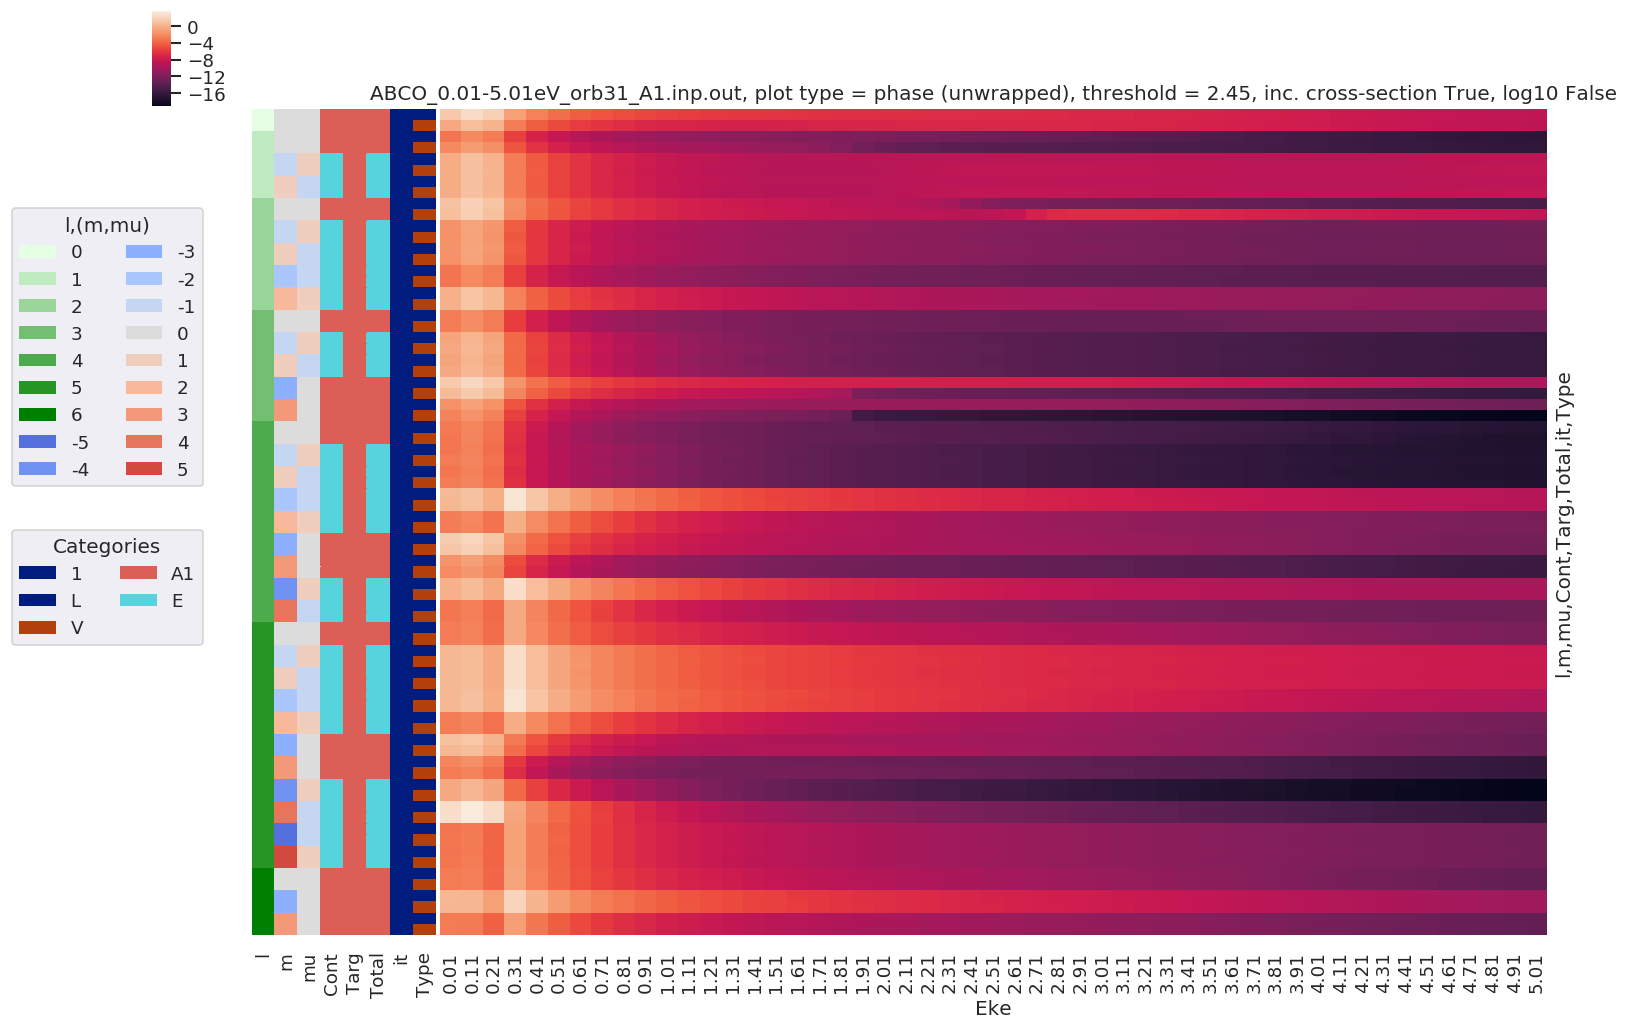 0
−4
−8
−12
−16
ABCO_0.01-5.01eV_orb31_A1.inp.out, plot type = phase (unwrapped), threshold = 2.45, inc. cross-section True, log10 False
l,(m,mu)
0 -3
1 -2
2 -1
3 0
4 1
5 2
6 3
-5 4
-4 5
Categories
1 A1
L E
V
l,m,mu,Cont,Targ,Total,it,Type
l m mu Cont Targ Total it Type
0.01 0.11 0.21 0.31 0.41 0.51 0.61 0.71 0.81 0.91 1.01 1.11 1.21 1.31 1.41 1.51 1.61 1.71 1.81 1.91 2.01 2.11 2.21 2.31 2.41 2.51 2.61 2.71 2.81 2.91 3.01 3.11 3.21 3.31 3.41 3.51 3.61 3.71 3.81 3.91 4.01 4.11 4.21 4.31 4.41 4.51 4.61 4.71 4.81 4.91 5.01
Eke